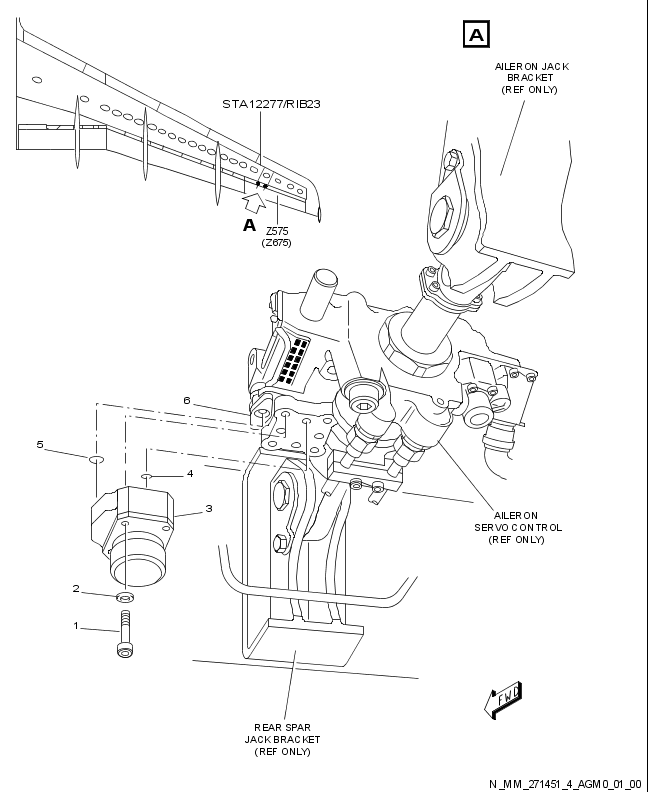 A
AILERON JACK
BRACKET
(REF ONLY)
STA12277/RIB23
A
Z575
(Z675)
6
5
4
3
2
1
AILERON
SERVO CONTROL
(REF ONLY)
FWD
REAR SPAR
JACK BRACKET
(REF ONLY)
N_MM_271451_4_AGM0_01_00